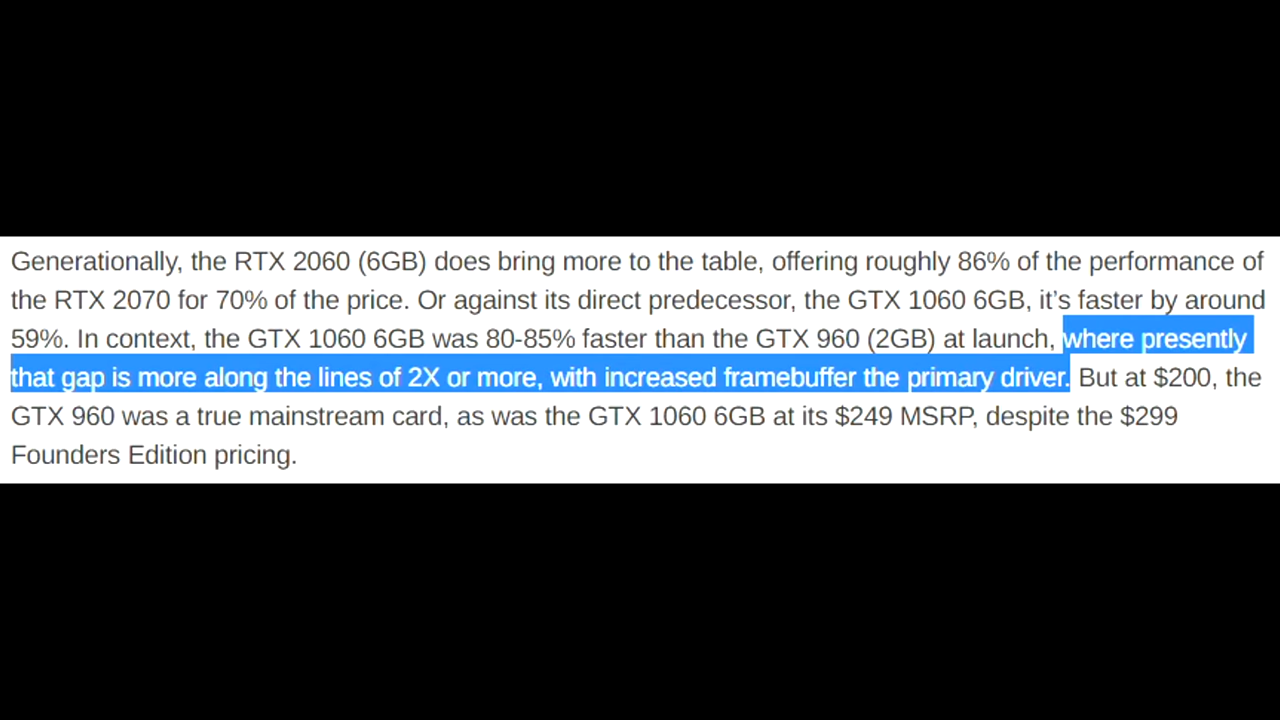 Generationally, the RTX 2060 (6GB) does bring more to the table, offering roughly 86% of the performance of
the RTX 2070 for 70% of the price. Or against its direct predecessor, the GTX 1060 6GB, it’s faster by around
59%. In context, the GTX 1060 6GB was 80-85% faster than the GTX 960 (2GB) at launch, where presently
that gap is more along the lines of 2X or more, with increased framebuffer the primary driver. But at $200, the
GTX 960 was a true mainstream card, as was the GTX 1060 6GB at its $249 MSRP, despite the $299
Founders Edition pricing.